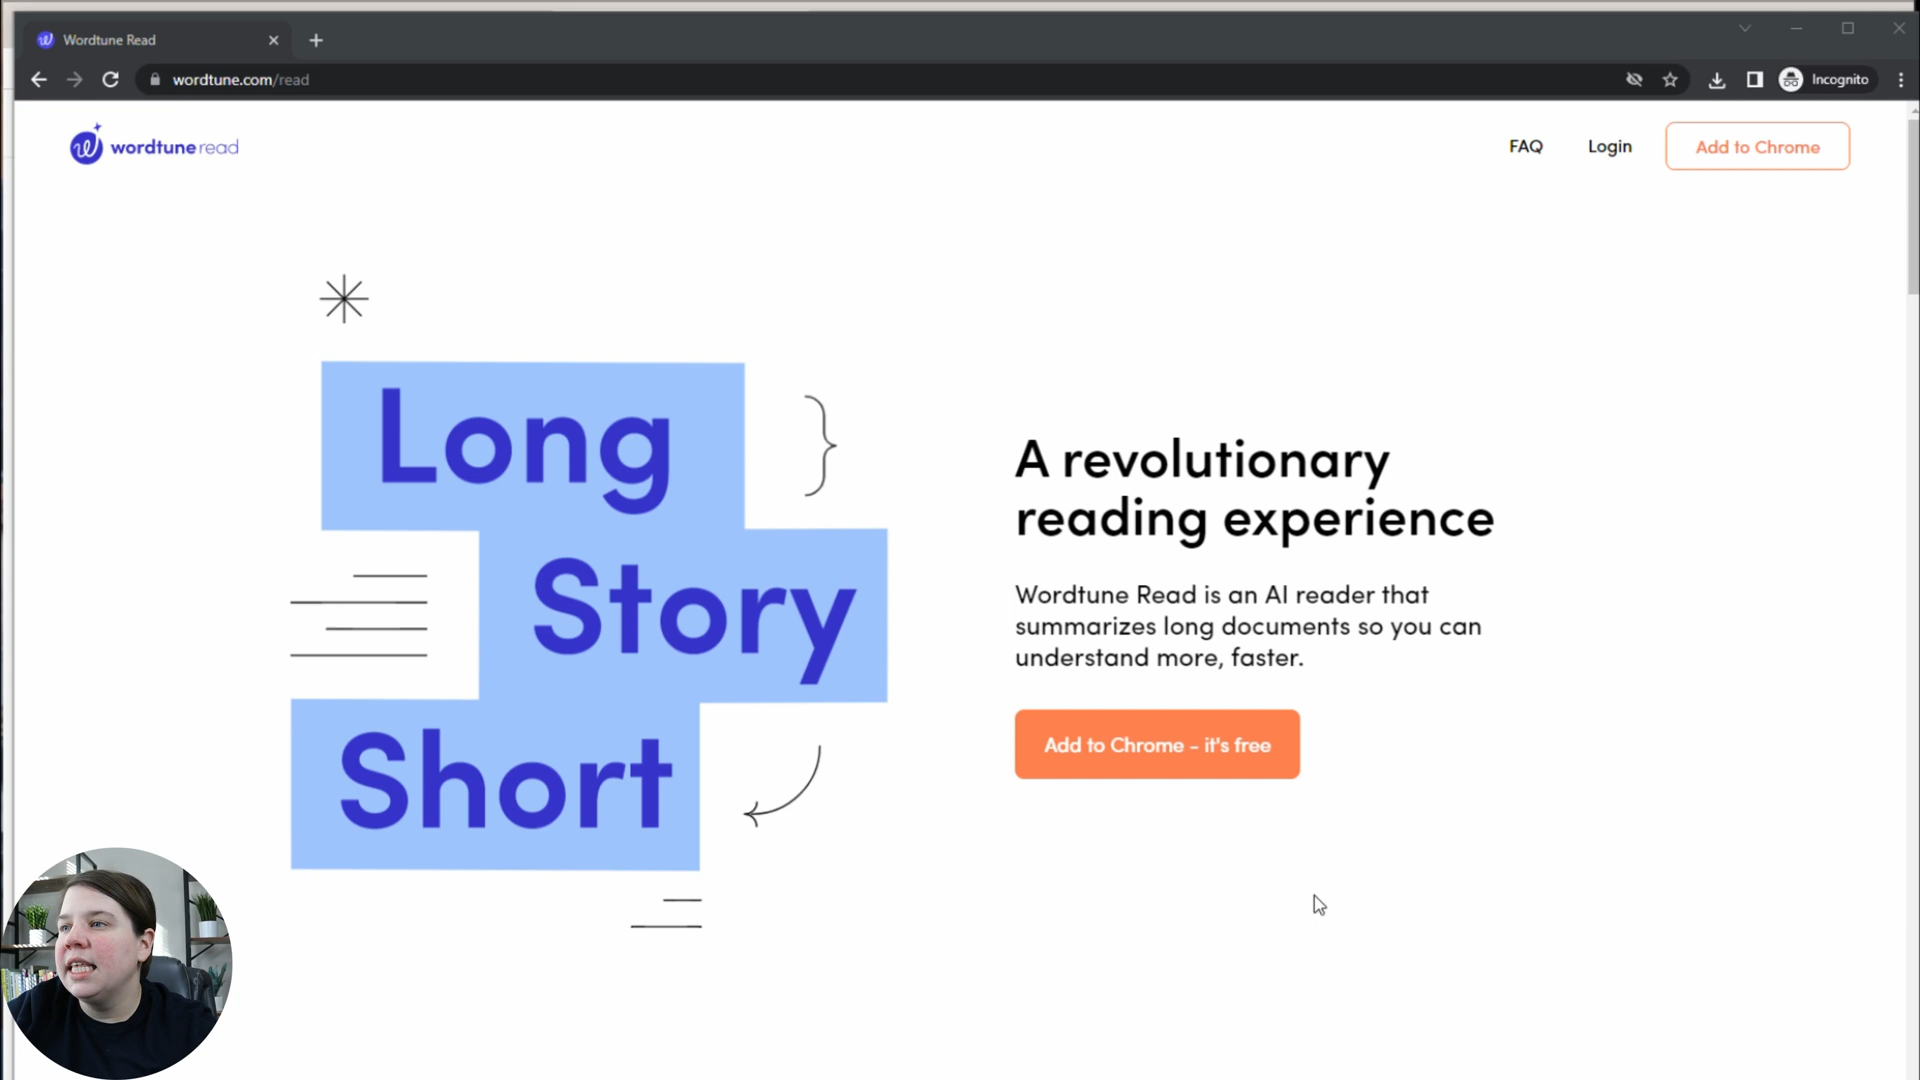 Wordtune Read
wordtune.com/read
Incognito
wordtune read
FAQ
Login
Add to Chrome
Long
Story
Short
A revolutionary
reading experience
Wordtune Read is an AI reader that
summarizes long documents so you can
understand more, faster.
Add to Chrome - it's free